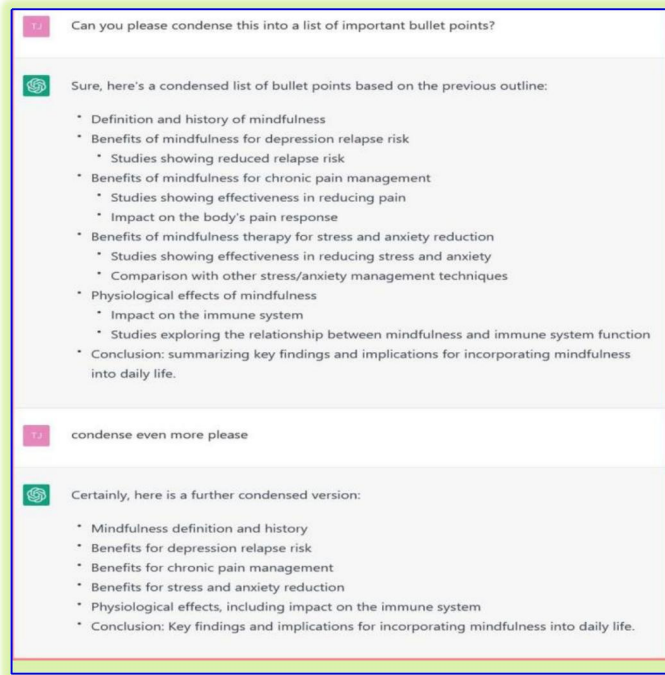 TJ Can you please condense this into a list of important bullet points?
Sure, here's a condensed list of bullet points based on the previous outline:
• Definition and history of mindfulness
• Benefits of mindfulness for depression relapse risk
• Studies showing reduced relapse risk
• Benefits of mindfulness for chronic pain management
• Studies showing effectiveness in reducing pain
• Impact on the body's pain response
• Benefits of mindfulness therapy for stress and anxiety reduction
• Studies showing effectiveness in reducing stress and anxiety
• Comparison with other stress/anxiety management techniques
• Physiological effects of mindfulness
• Impact on the immune system
• Studies exploring the relationship between mindfulness and immune system function
• Conclusion: summarizing key findings and implications for incorporating mindfulness
into daily life.
TJ condense even more please
Certainly, here is a further condensed version:
• Mindfulness definition and history
• Benefits for depression relapse risk
• Benefits for chronic pain management
• Benefits for stress and anxiety reduction
• Physiological effects, including impact on the immune system
• Conclusion: Key findings and implications for incorporating mindfulness into daily life.